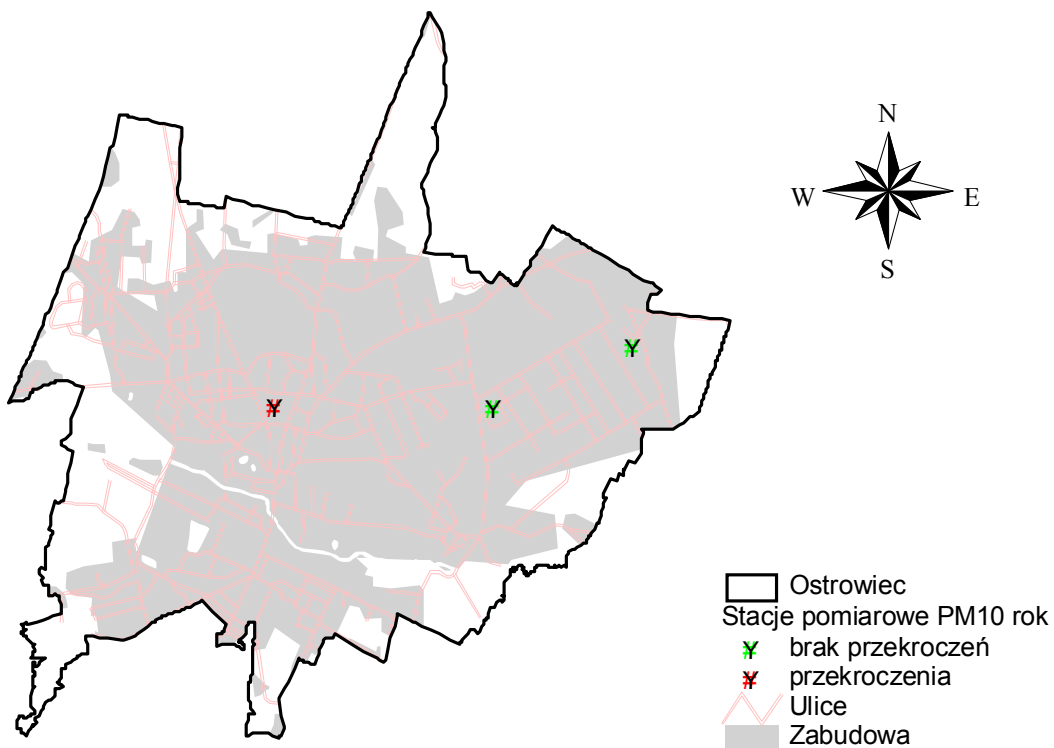 N
W E
S
Ostrowiec
Stacje pomiarowe PM10 rok
brak przekroczeń
przekroczenia
Ulice
Zabudowa